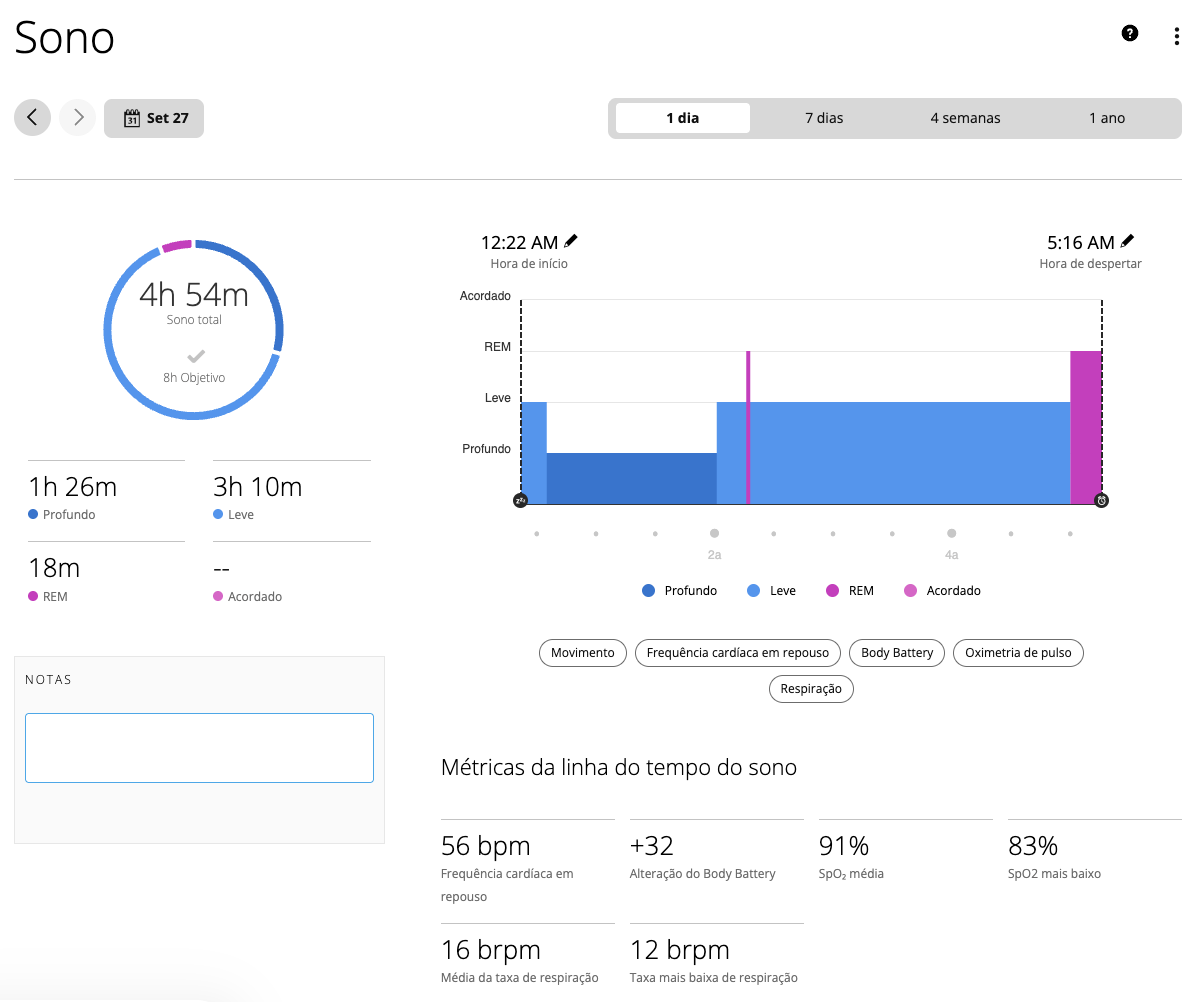 Sono
?
31 Set 27
1 dia
7 dias
4 semanas
1 ano
4h 54m
Sono total
8h Objetivo
1h 26m
Profundo
3h 10m
Leve
18m
REM
--
Acordado
NOTAS
12:22 AM
Hora de início
5:16 AM
Hora de despertar
Acordado
REM
Leve
Profundo
zzz
2a
4a
Profundo
Leve
REM
Acordado
Movimento
Frequência cardíaca em repouso
Body Battery
Oximetria de pulso
Respiração
Métricas da linha do tempo do sono
56 bpm
Frequência cardíaca em
repouso
+32
Alteração do Body Battery
91%
SpO₂ média
83%
SpO2 mais baixo
16 brpm
Média da taxa de respiração
12 brpm
Taxa mais baixa de respiração